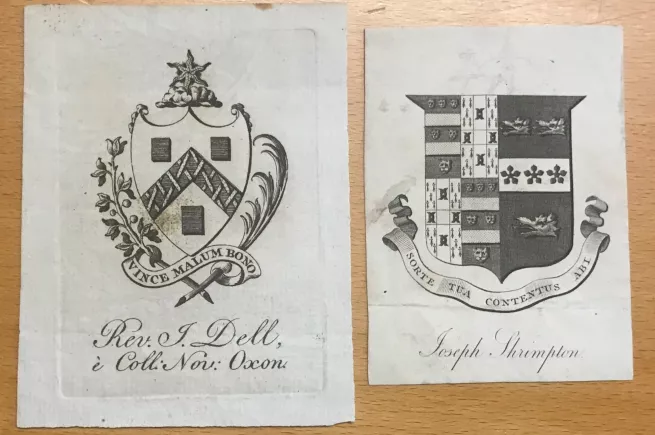 VINCE MALUM BONO
Rev: J. Dell,
è Coll: Nov: Oxon:
SORTE TUA CONTENTUS ABI
Joseph Shrimpton